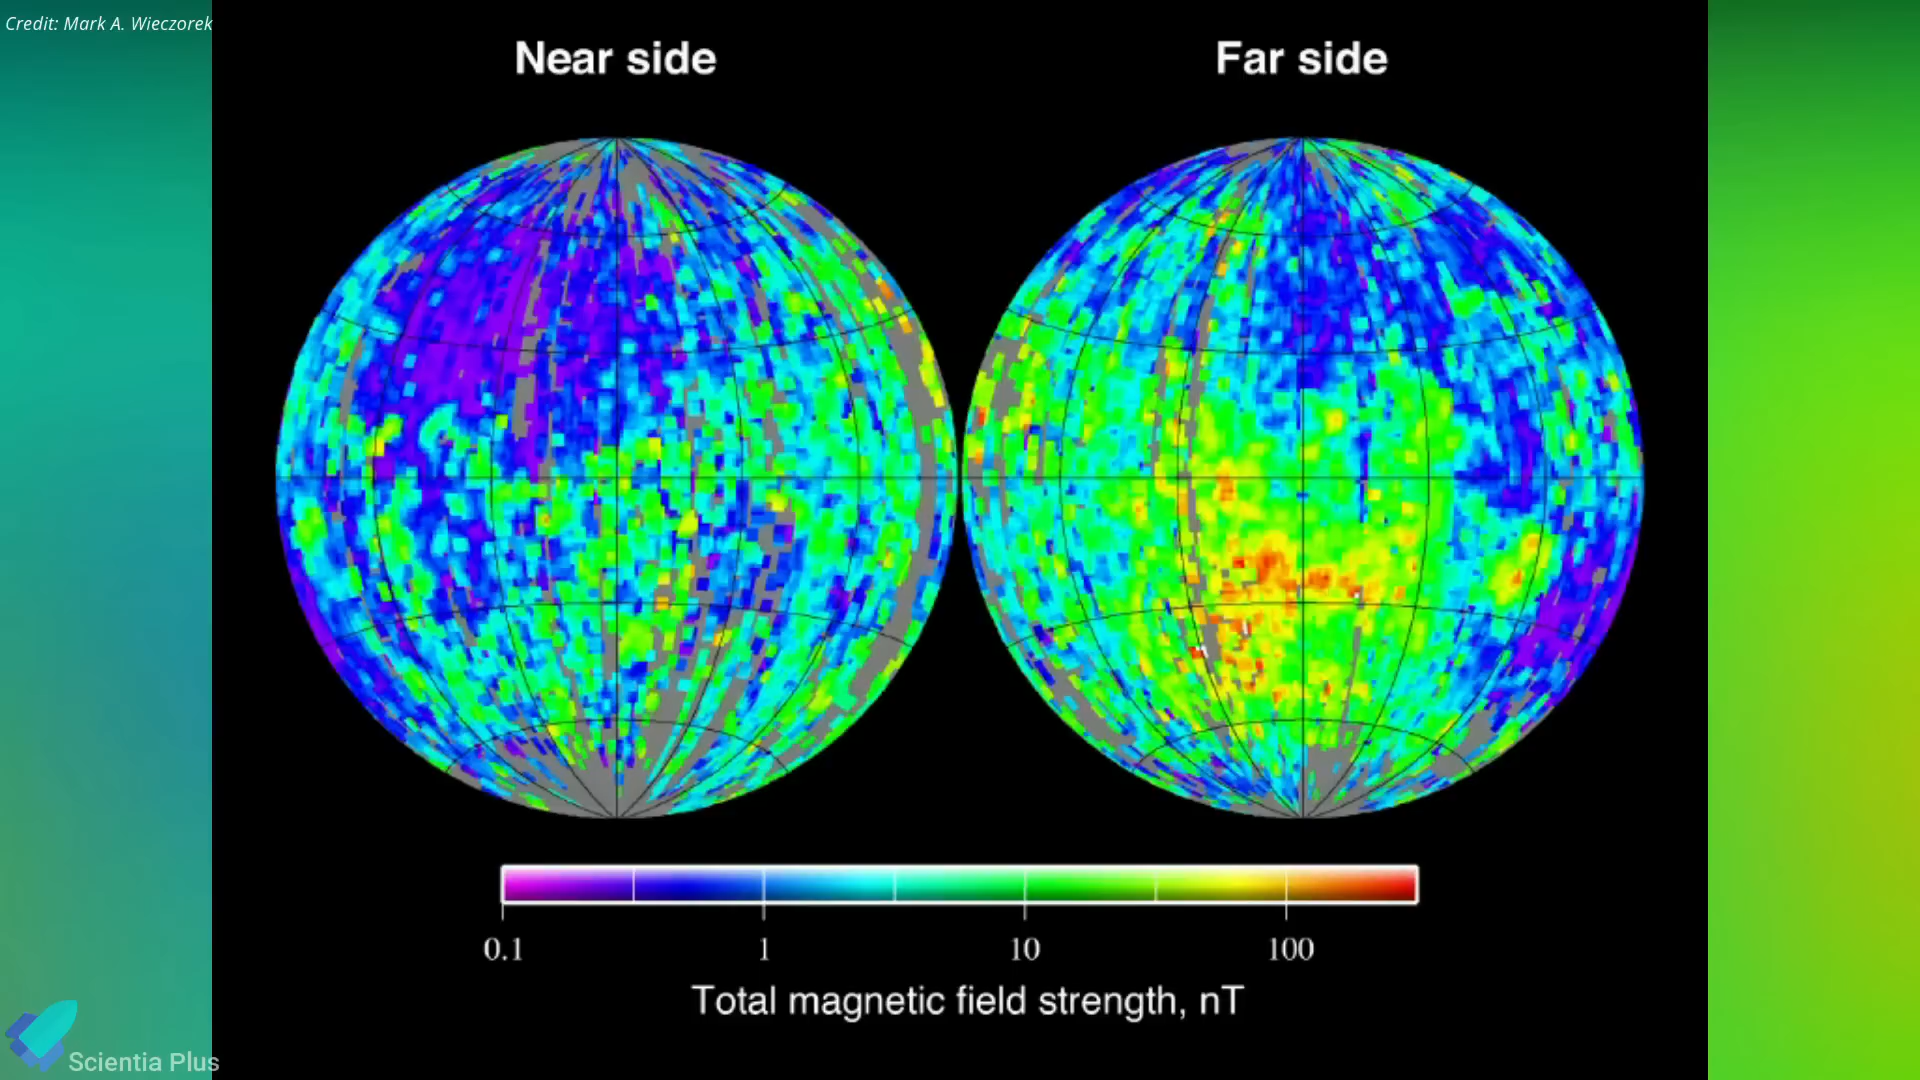 Credit: Mark A. Wieczorek
Near side
Far side
0.1 1 10 100
Total magnetic field strength, nT
Scientia Plus